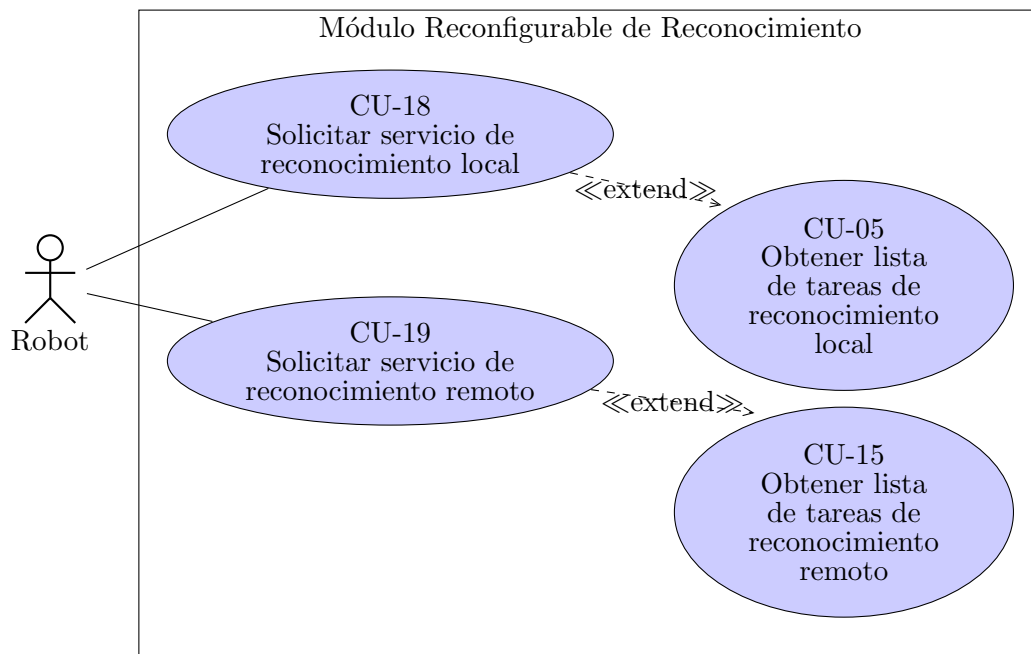 Módulo Reconfigurable de Reconocimiento
CU-18
Solicitar servicio de
reconocimiento local
≪extend≫
CU-05
Obtener lista
de tareas de
reconocimiento
local
Robot
CU-19
Solicitar servicio de
reconocimiento remoto
≪extend≫
CU-15
Obtener lista
de tareas de
reconocimiento
remoto